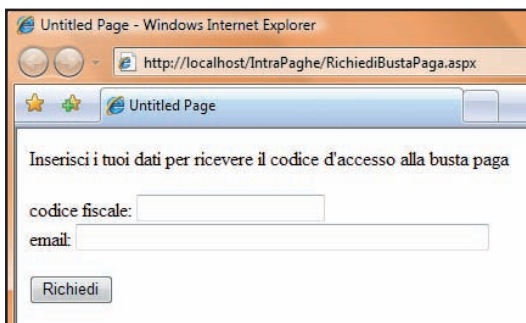 Untitled Page - Windows Internet Explorer
http://localhost/IntraPaghe/RichiediBustaPaga.aspx
Untitled Page
Inserisci i tuoi dati per ricevere il codice d'accesso alla busta paga
codice fiscale:
email:
Richiedi